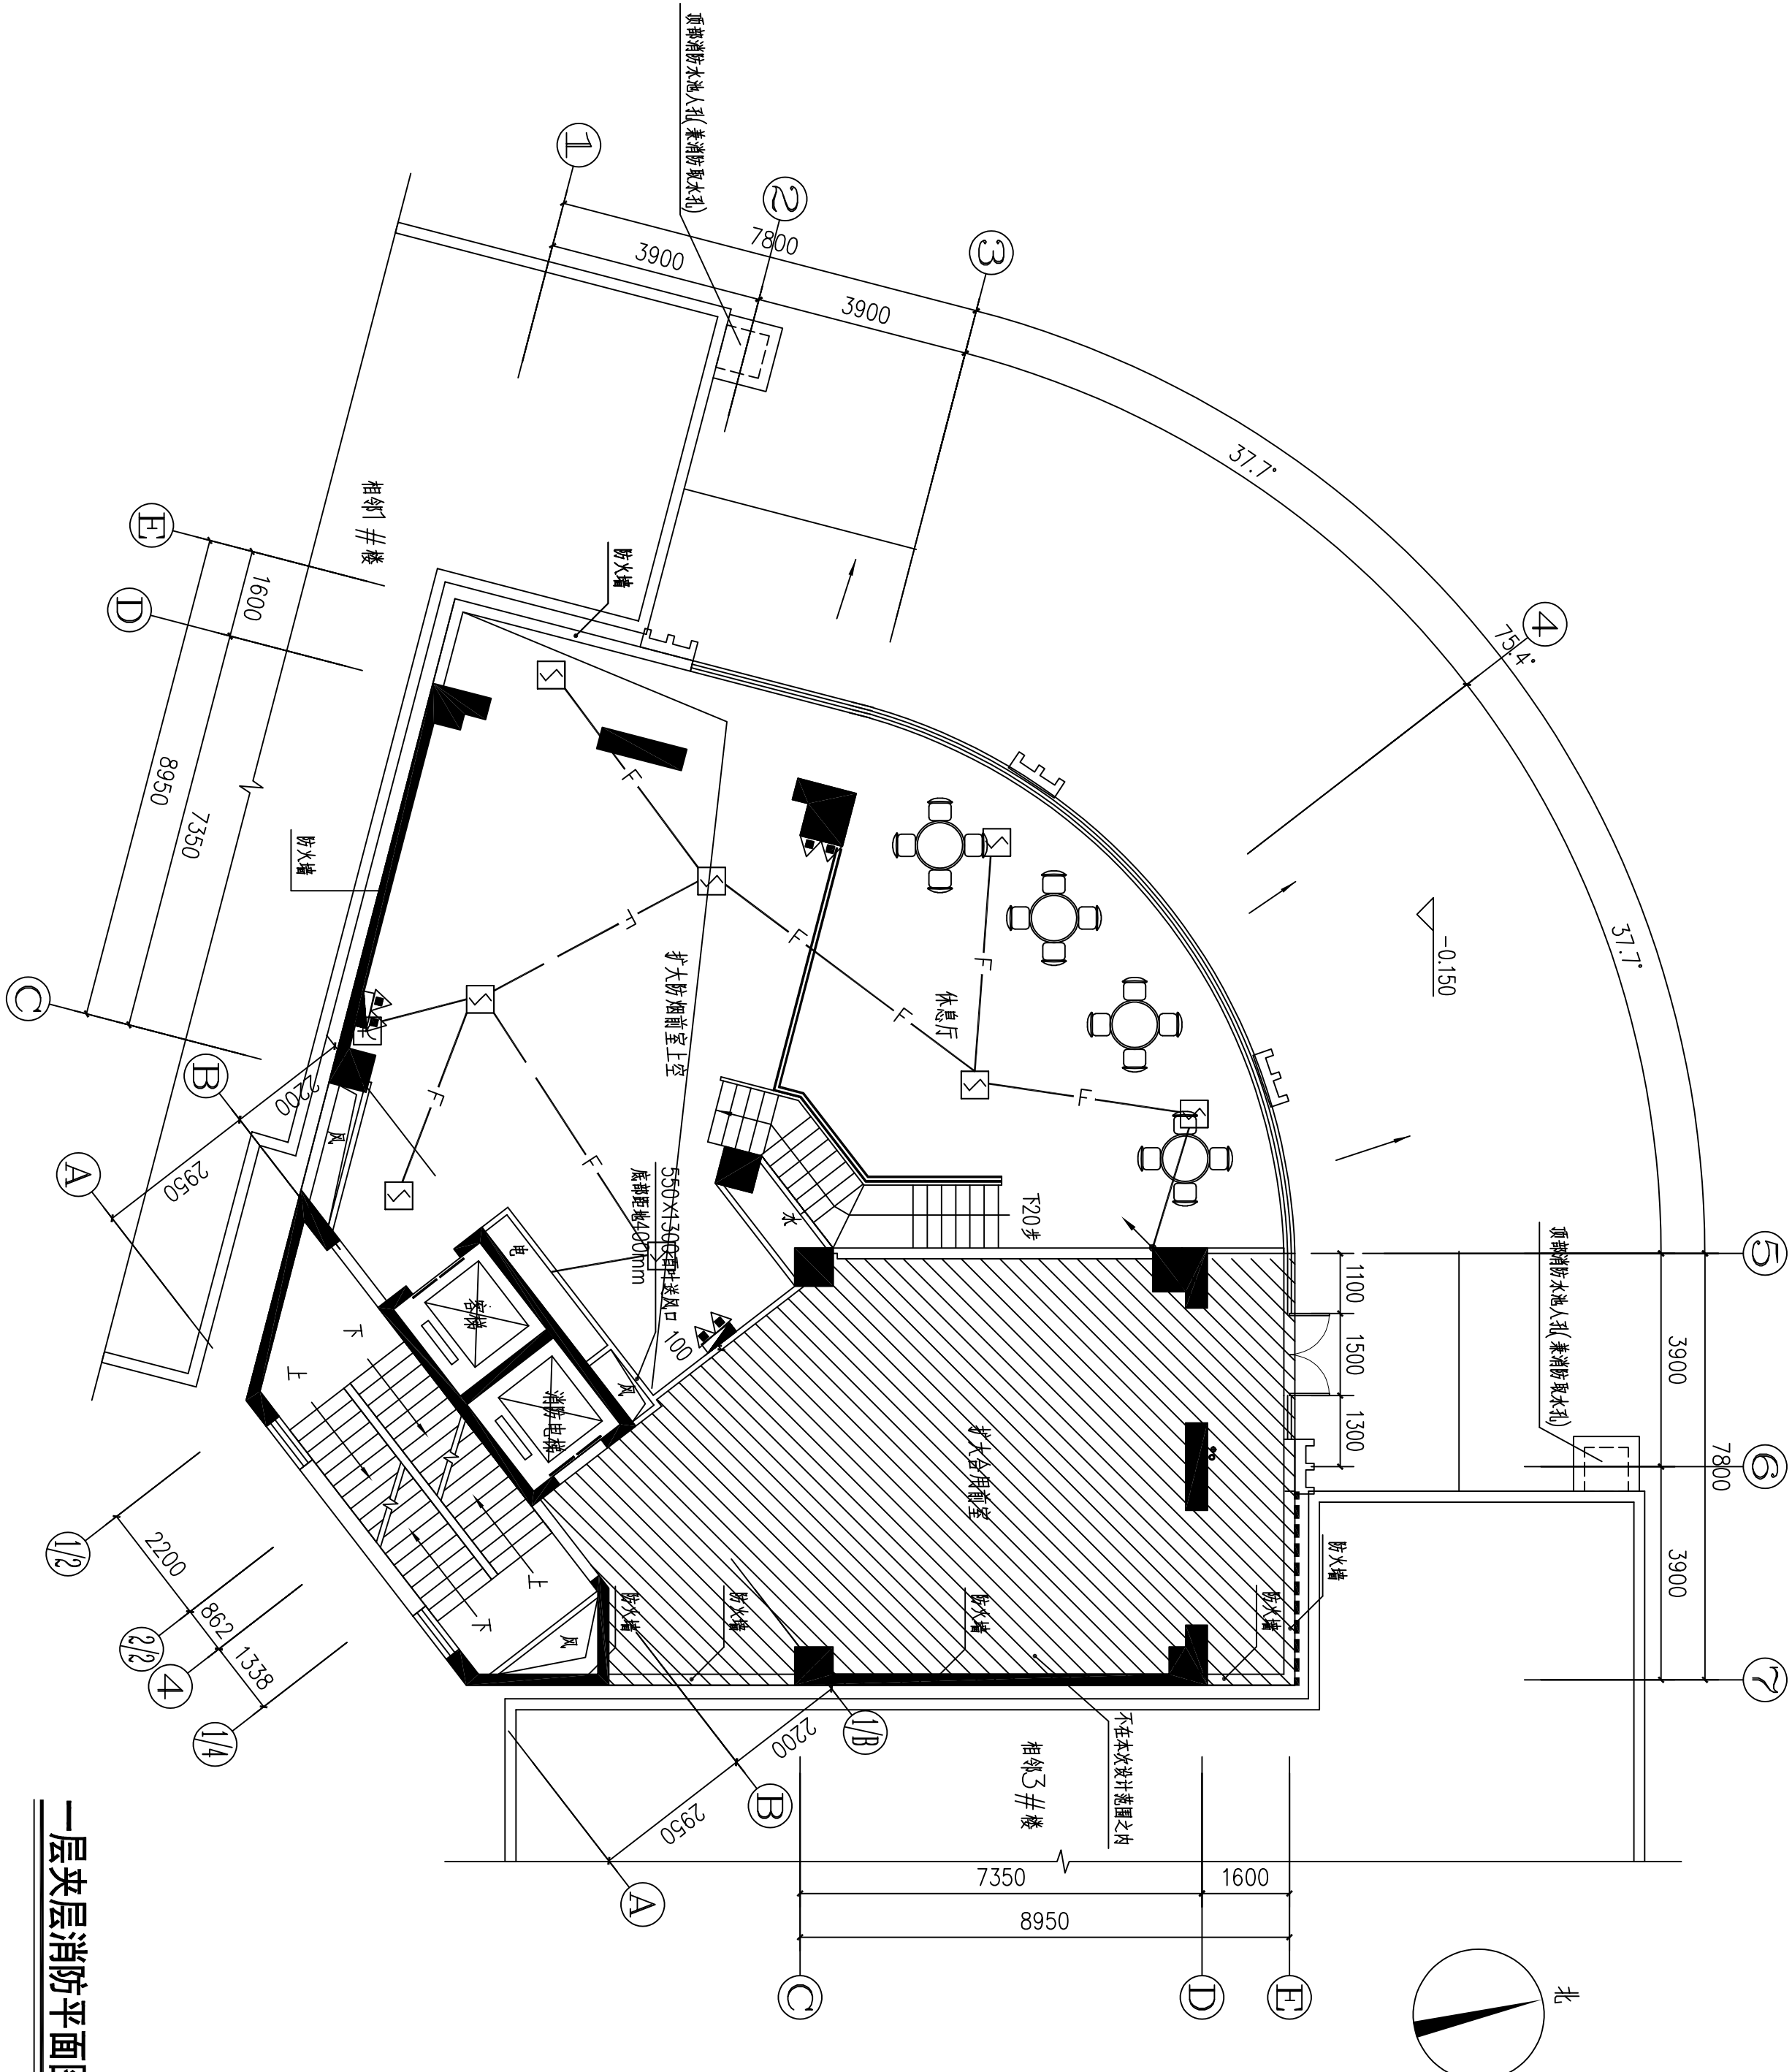 顶部消防水池人孔(兼消防取水孔)
1
2
3
4
5
6
7
7800
3900
3900
37.7°
75.4°
37.7°
-0.150
相邻1#楼
防火墙
E
D
C
B
A
1600
8950
7350
防火墙
2200
2950
扩大防烟前室上空
休息厅
F
F
F
F
F
F
F
F
下20步
水
风
电
550X1300百叶送风口
底部距地400mm
100
客梯
消防电梯
风
下
上
上
下
风
扩大合用前室
1100
1500
1300
顶部消防水池人孔(兼消防取水孔)
3900
7800
3900
防火墙
防火墙
防火墙
防火墙
防火墙
1/2
2/2
4
1/4
2200
862
1338
1/B
B
A
2200
2950
相邻3#楼
不在本次设计范围之内
7350
1600
8950
C
D
E
北
一层夹层消防平面